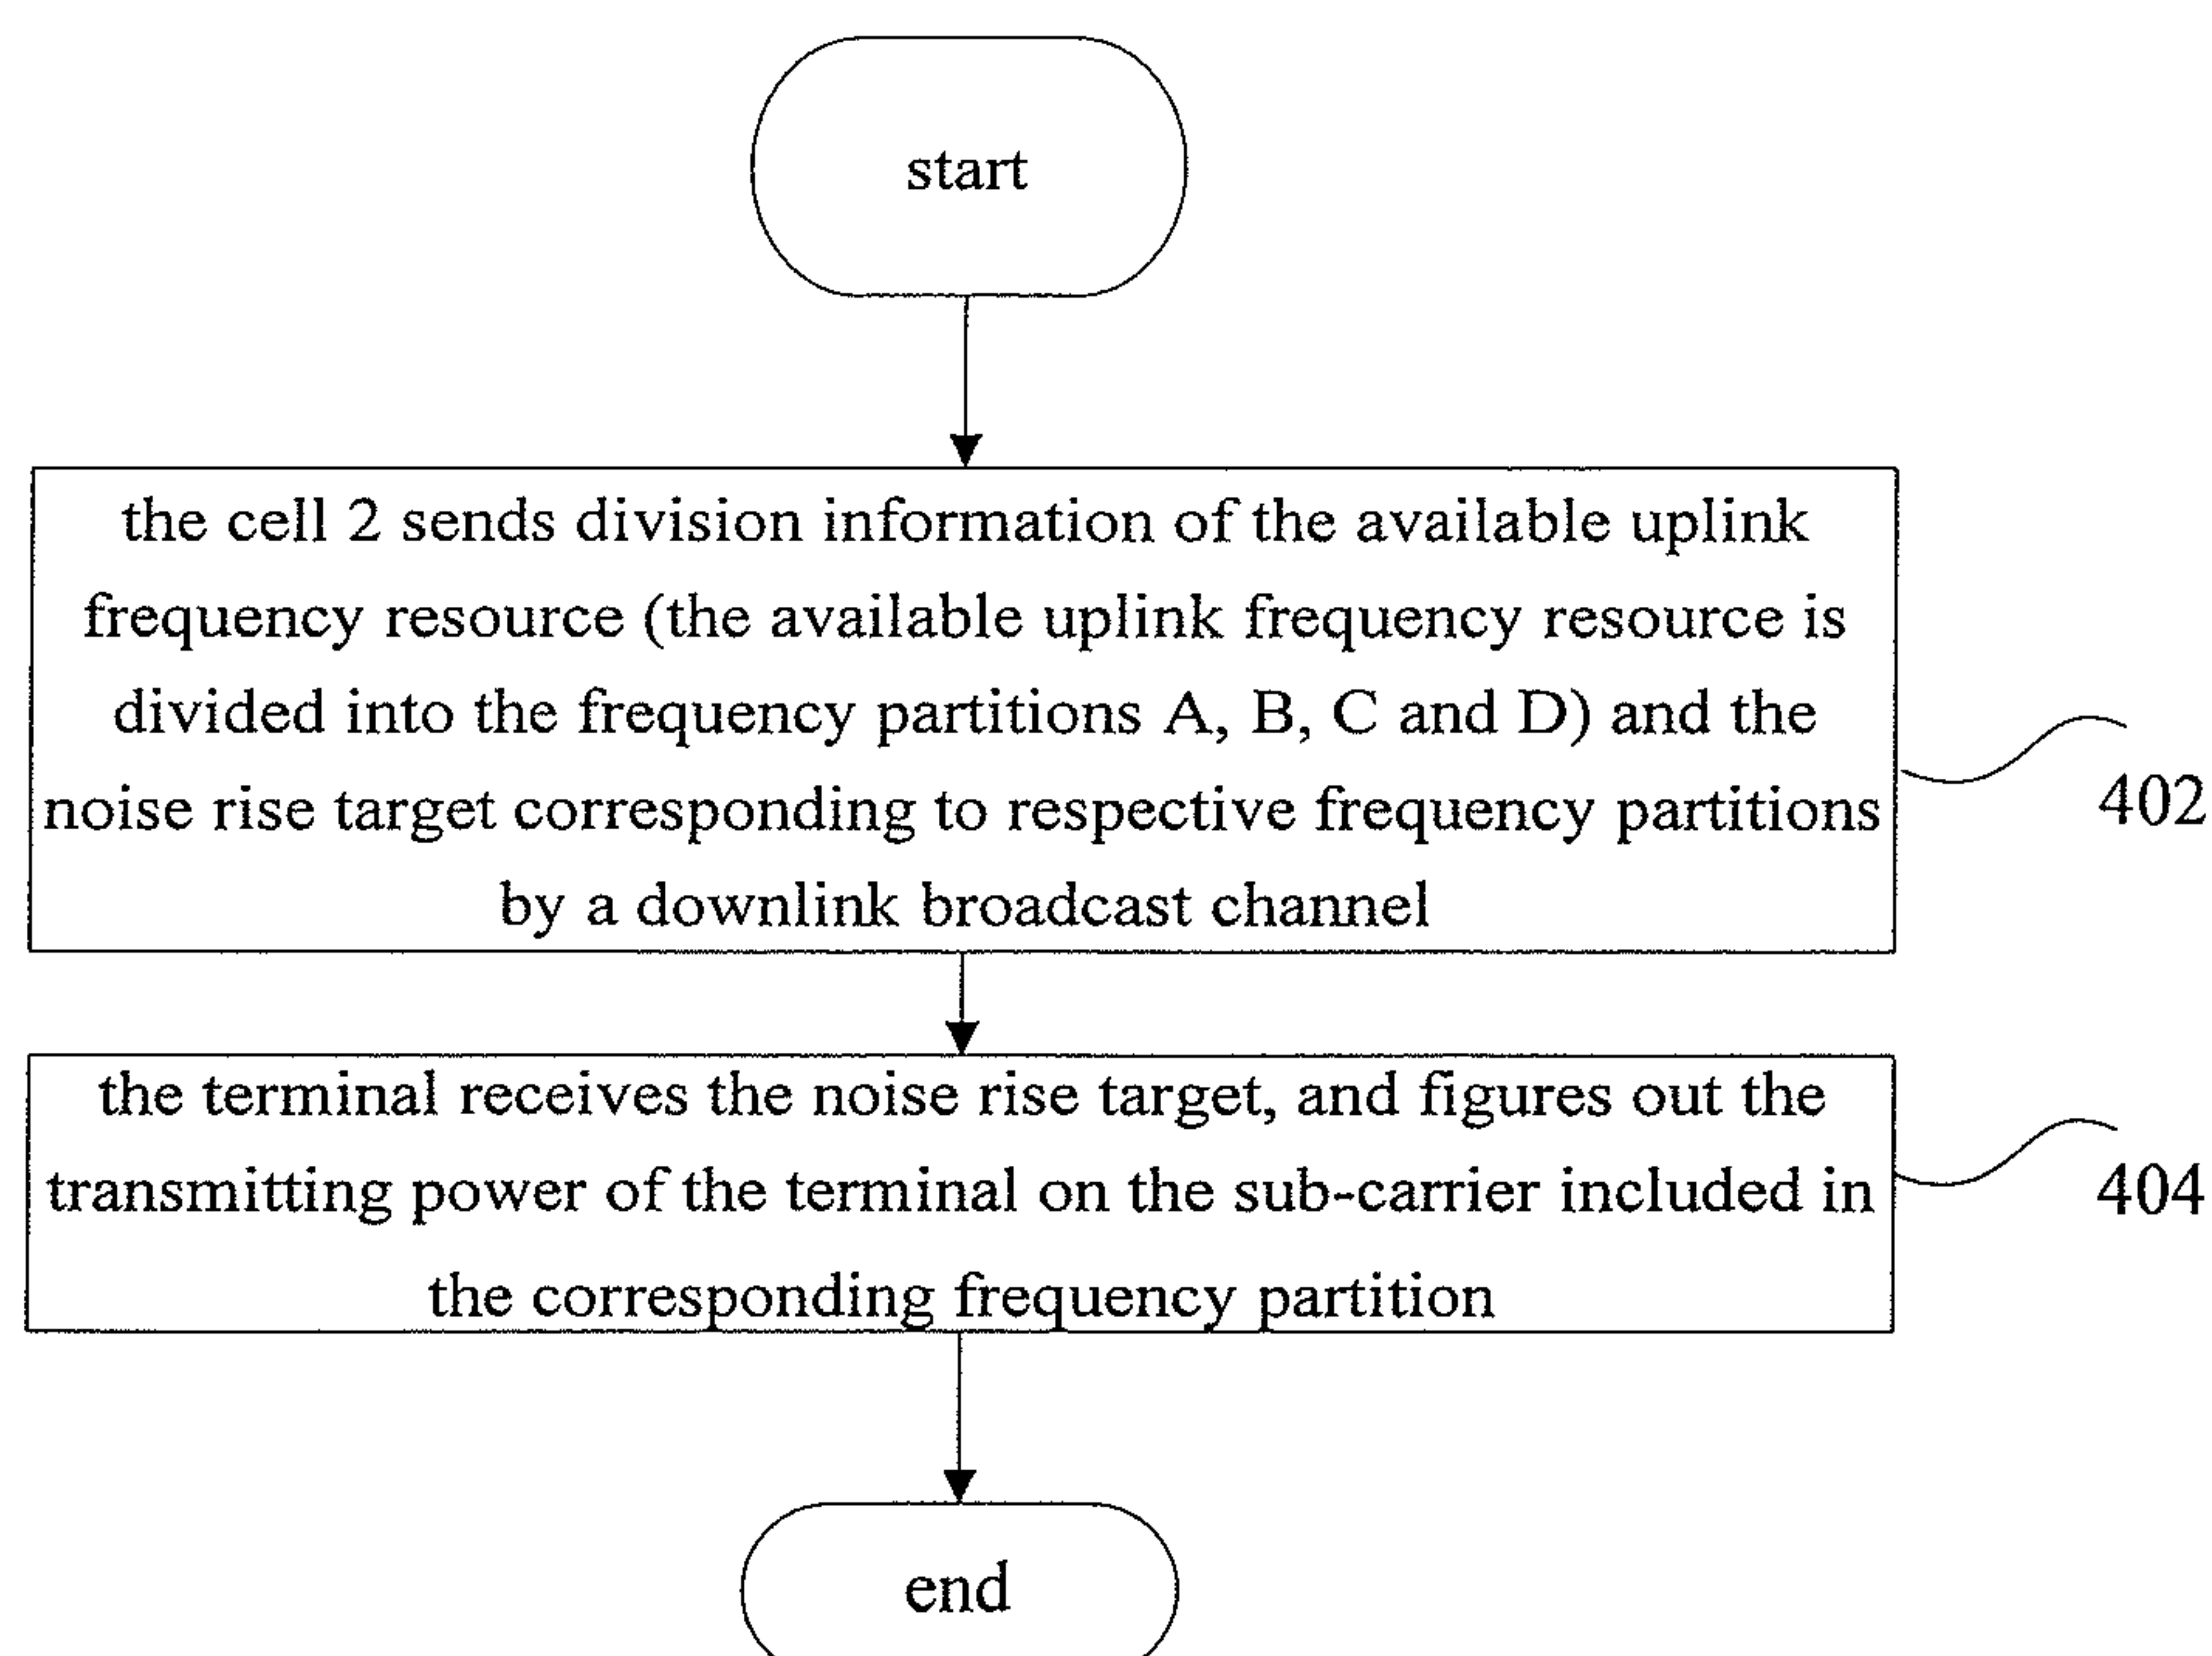 start
the cell 2 sends division information of the available uplink
frequency resource (the available uplink frequency resource is
divided into the frequency partitions A, B, C and D) and the
noise rise target corresponding to respective frequency partitions
by a downlink broadcast channel
402
the terminal receives the noise rise target, and figures out the
transmitting power of the terminal on the sub-carrier included in
the corresponding frequency partition
404
end